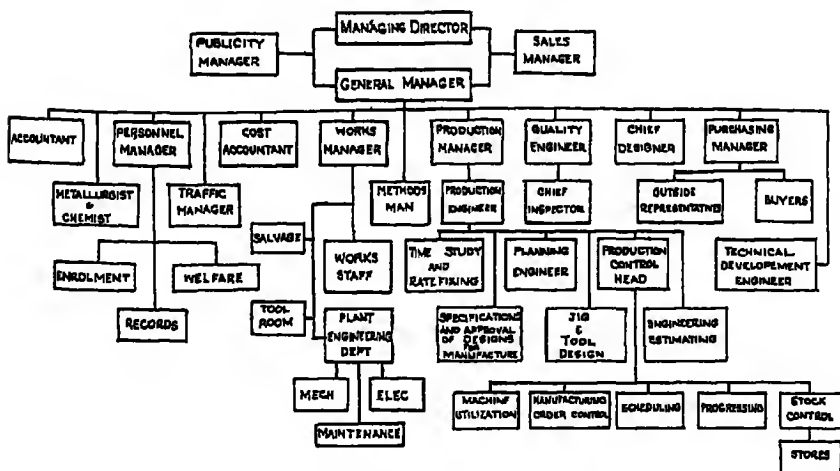 MANAGING DIRECTOR
PUBLICITY
MANAGER
SALES
MANAGER
GENERAL MANAGER
ACCOUNTANT
PERSONNEL
MANAGER
COST
ACCOUNTANT
WORKS
MANAGER
PRODUCTION
MANAGER
QUALITY
ENGINEER
CHIEF
DESIGNER
PURCHASING
MANAGER
METALLURGIST
&
CHEMIST
TRAFFIC
MANAGER
METHODS
MAN
PRODUCTION
ENGINEER
CHIEF
INSPECTOR
OUTSIDE
REPRESENTATIVES
BUYERS
SALVAGE
ENROLMENT
WELFARE
WORKS
STAFF
TIME STUDY
AND
RATEFIXING
PLANNING
ENGINEER
PRODUCTION
CONTROL
HEAD
TECHNICAL
DEVELOPEMENT
ENGINEER
RECORDS
TOOL
ROOM
PLANT
ENGINEERING
DEPT
SPECIFICATIONS
AND APPROVAL
OF DESIGNS
FOR
MANUFACTURE
JIG
&
TOOL
DESIGN
ENGINEERING
ESTIMATING
MECH
ELEC
MAINTENANCE
MACHINE
UTILIZATION
MANUFACTURING
ORDER CONTROL
SCHEDULING
PROGRESSING
STOCK
CONTROL
STORES